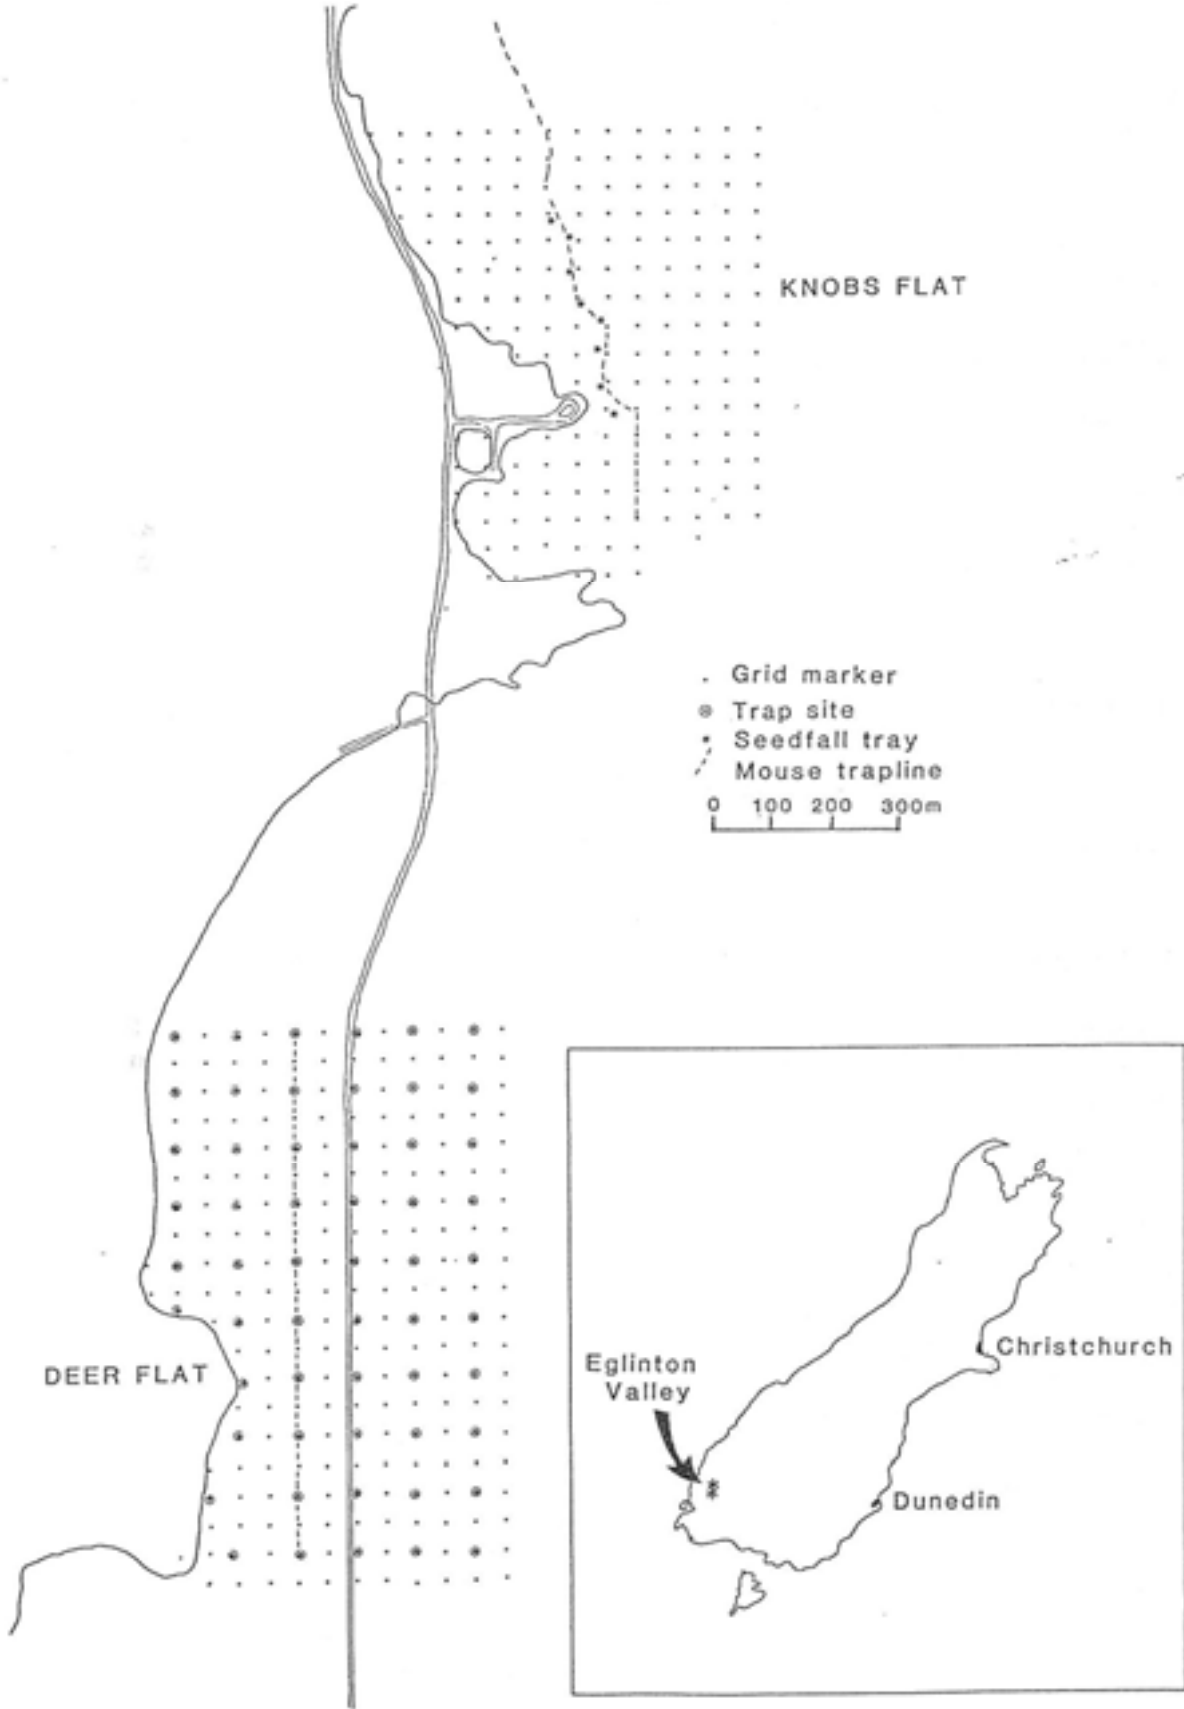 KNOBS FLAT
Grid marker
Trap site
Seedfall tray
Mouse trapline
0 100 200 300m
DEER FLAT
Eglinton
Valley
Christchurch
Dunedin